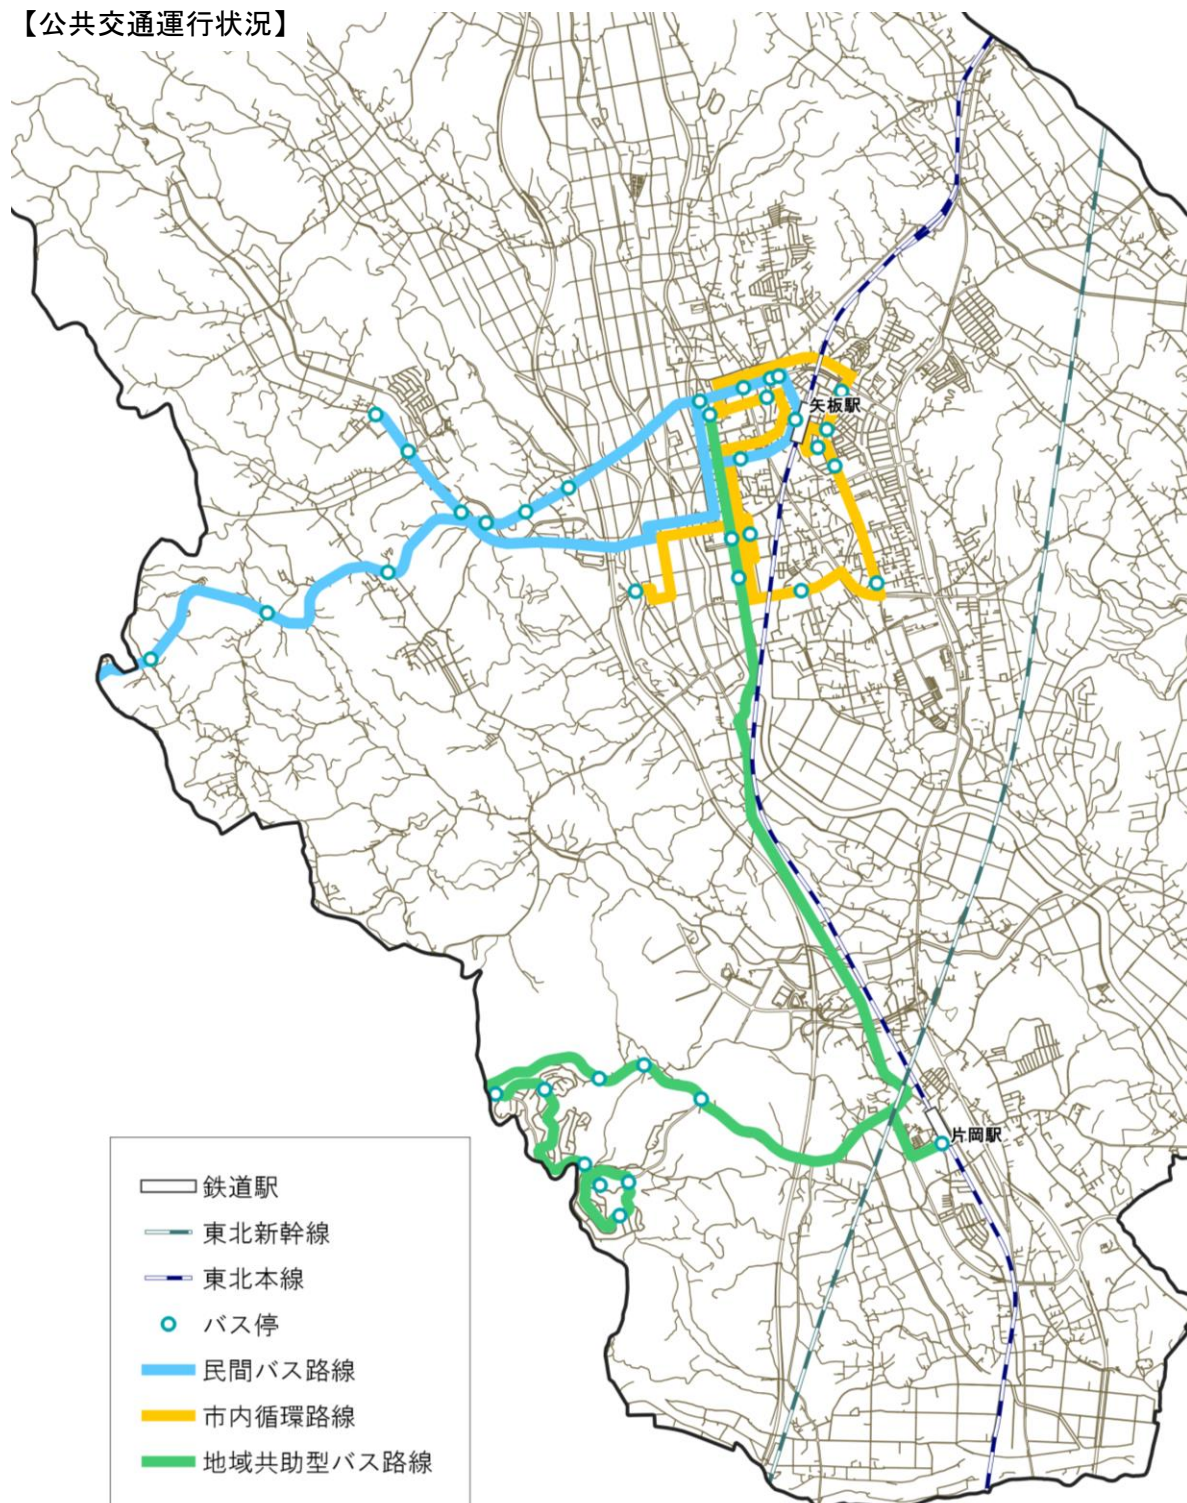 【公共交通運行状況】
矢板駅
片岡駅
鉄道駅
東北新幹線
東北本線
バス停
民間バス路線
市内循環路線
地域共助型バス路線